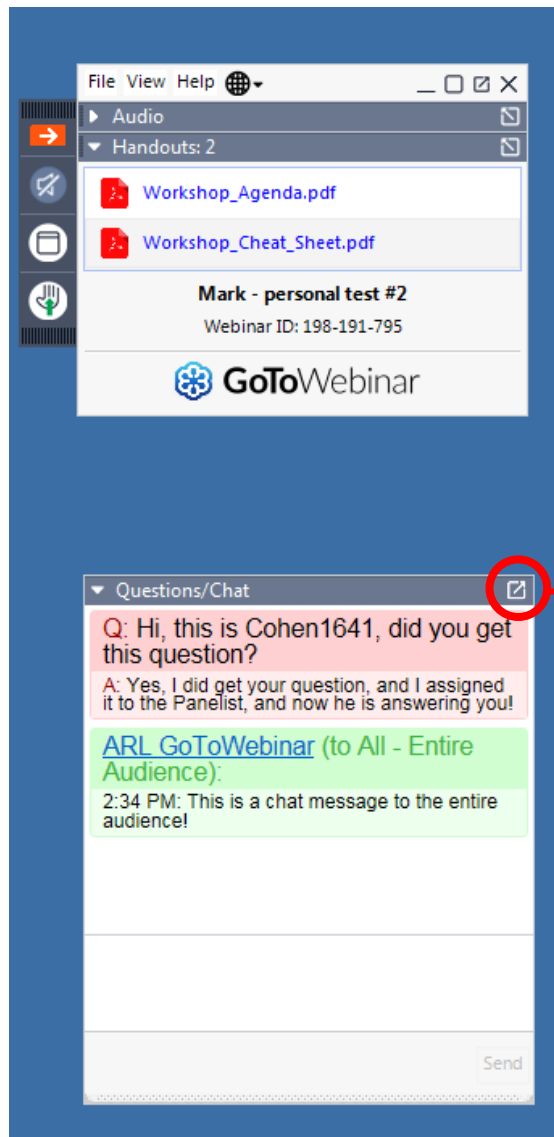 File View Help
Audio
Handouts: 2
Workshop_Agenda.pdf
Workshop_Cheat_Sheet.pdf
Mark - personal test #2
Webinar ID: 198-191-795
GoToWebinar
Questions/Chat
Q: Hi, this is Cohen1641, did you get
this question?
A: Yes, I did get your question, and I assigned
it to the Panelist, and now he is answering you!
ARL GoToWebinar (to All - Entire
Audience):
2:34 PM: This is a chat message to the entire
audience!
Send